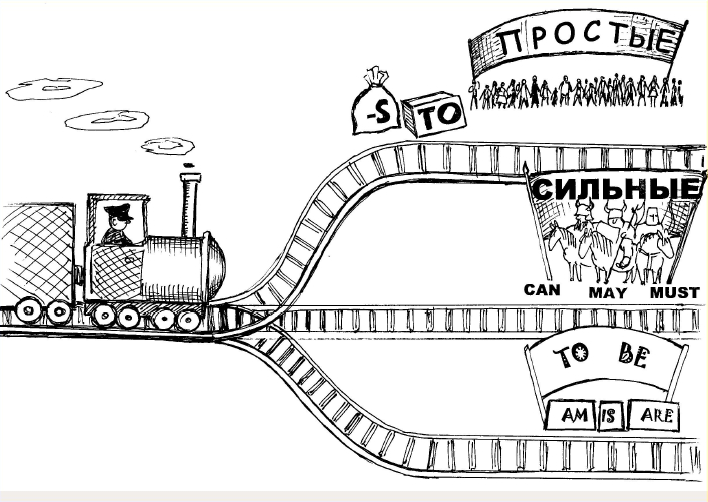 ПРОСТЫЕ
-S TO
СИЛЬНЫЕ
CAN MAY MUST
TO BE
AM IS ARE